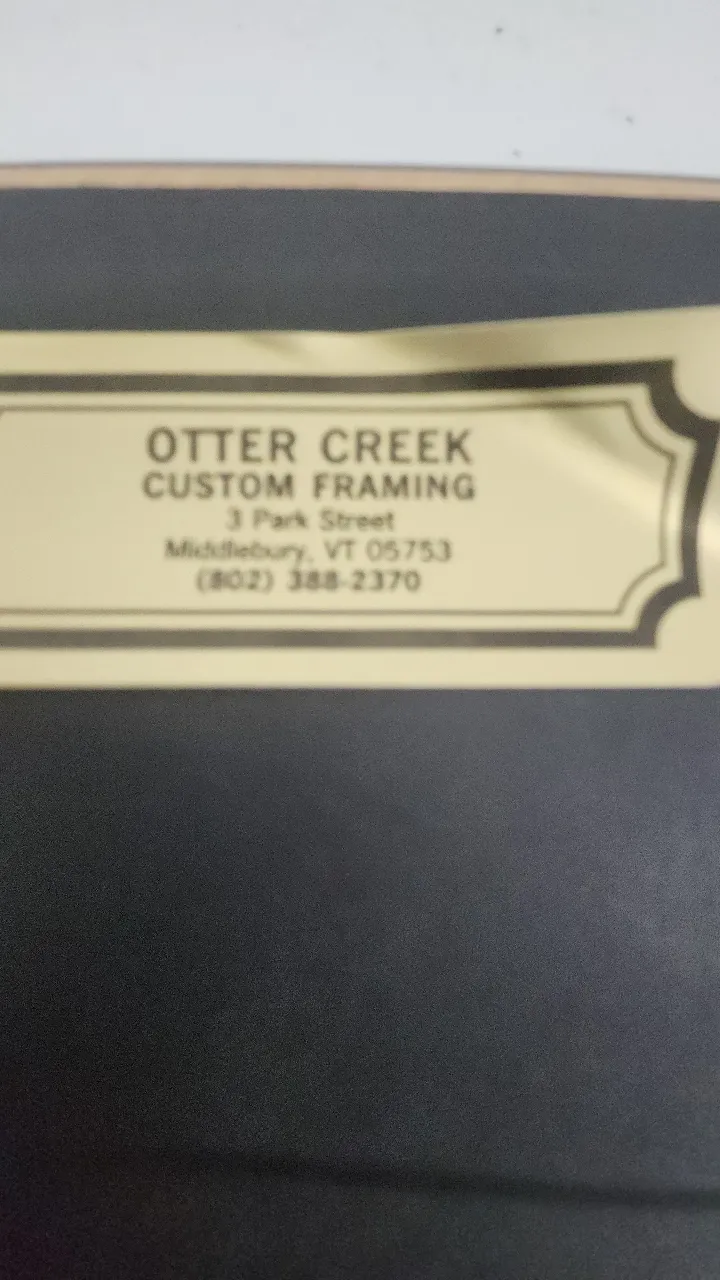 OTTER CREEK
CUSTOM FRAMING
3 Park Street
Middlebury, VT 05753
(802) 388-2370